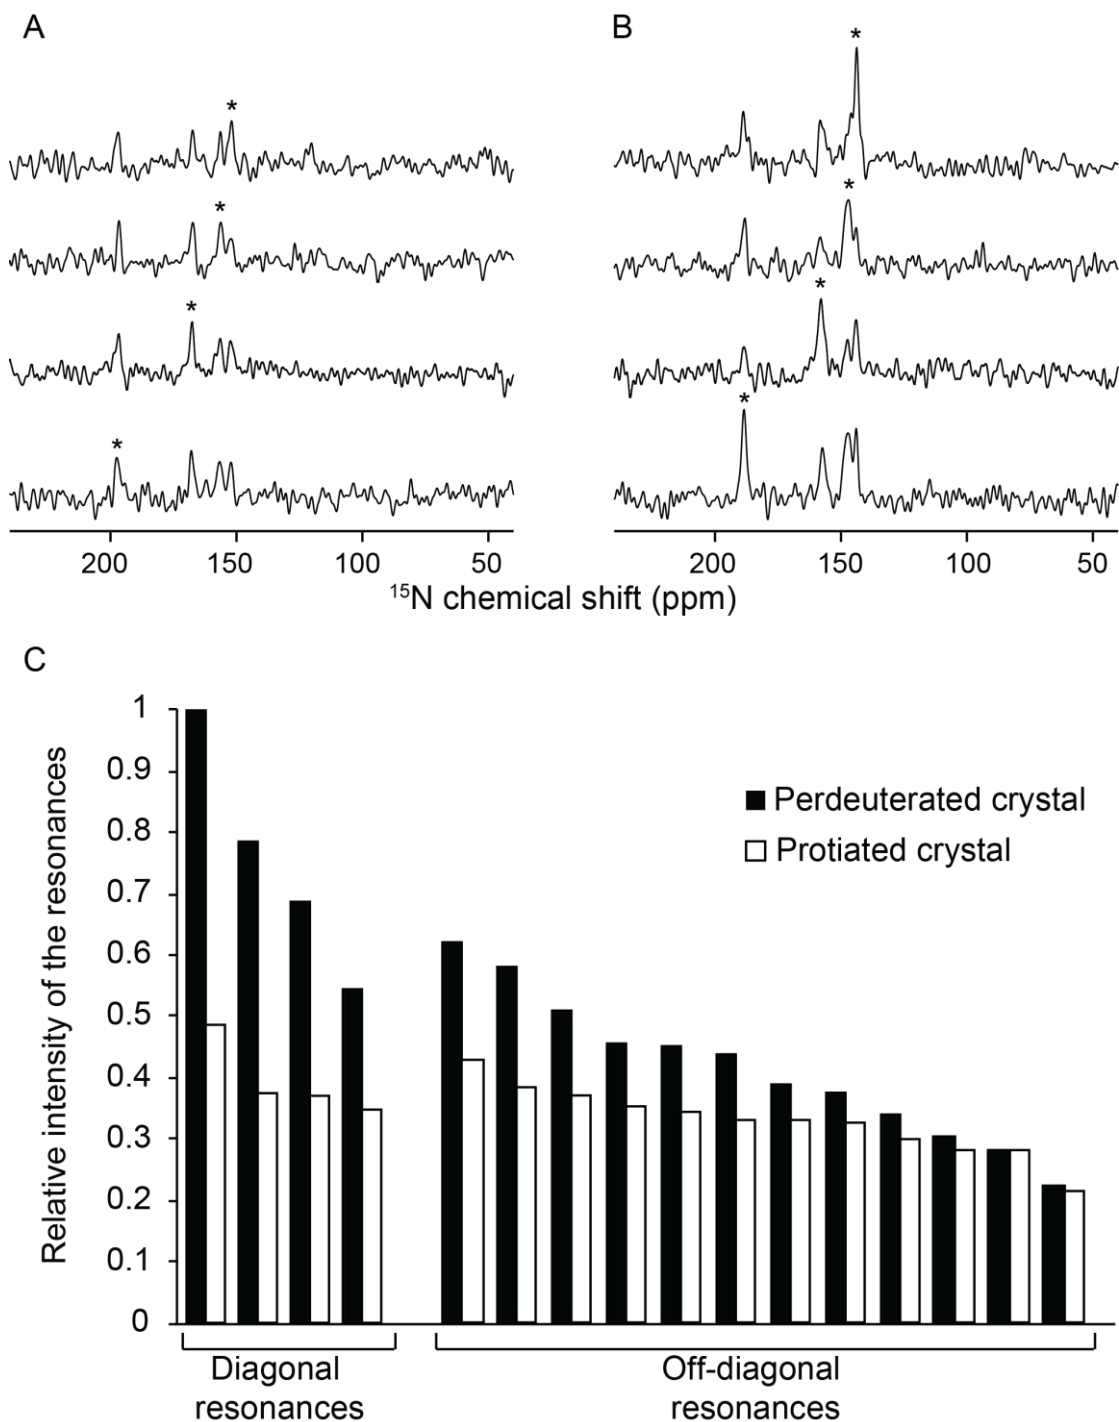 A
B
*
*
*
*
*
*
*
*
200 150 100 50
200 150 100 50
¹⁵N chemical shift (ppm)
C
Relative intensity of the resonances
1
0.9
0.8
0.7
0.6
0.5
0.4
0.3
0.2
0.1
0
Perdeuterated crystal
Protiated crystal
Diagonal
resonances
Off-diagonal
resonances